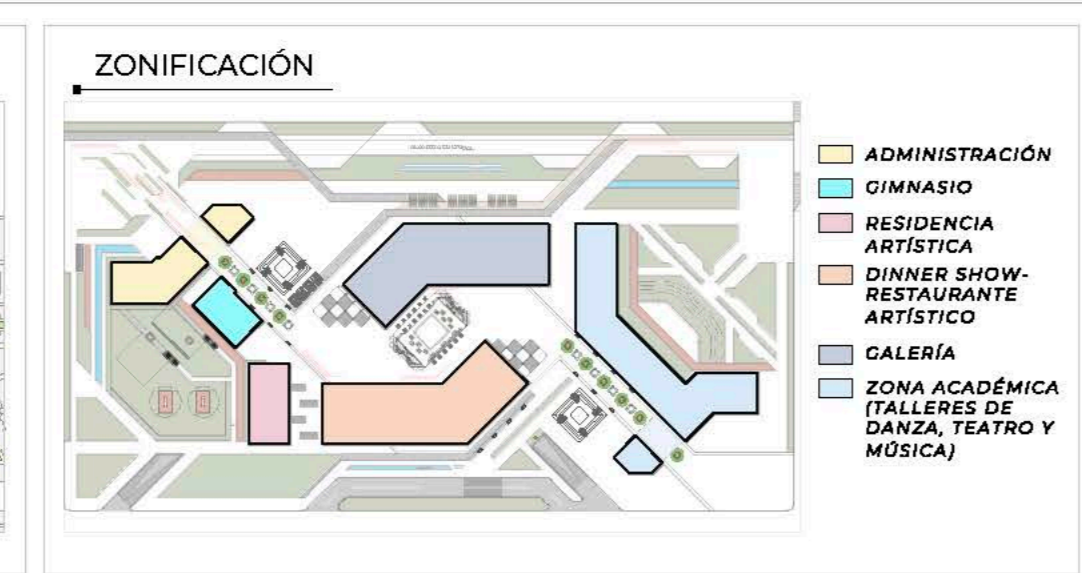 ZONIFICACIÓN
ADMINISTRACIÓN
GIMNASIO
RESIDENCIA
ARTÍSTICA
DINNER SHOW-
RESTAURANTE
ARTÍSTICO
GALERÍA
ZONA ACADÉMICA
(TALLERES DE
DANZA, TEATRO Y
MÚSICA)